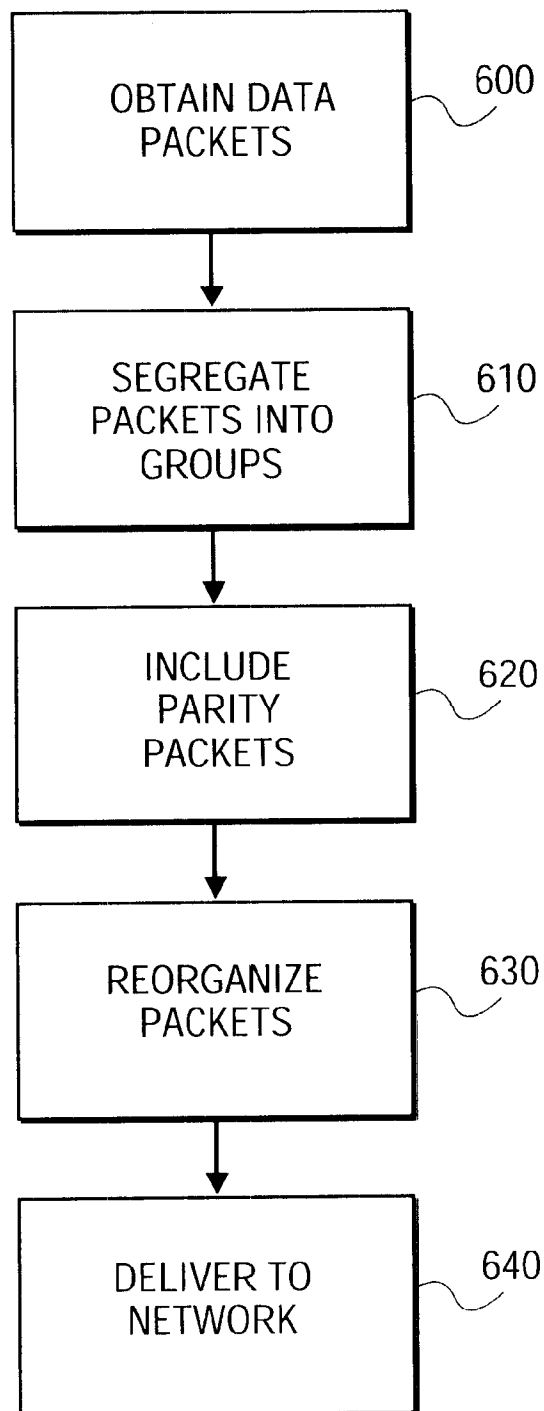 OBTAIN DATA
PACKETS
600
SEGREGATE
PACKETS INTO
GROUPS
610
INCLUDE
PARITY
PACKETS
620
REORGANIZE
PACKETS
630
DELIVER TO
NETWORK
640